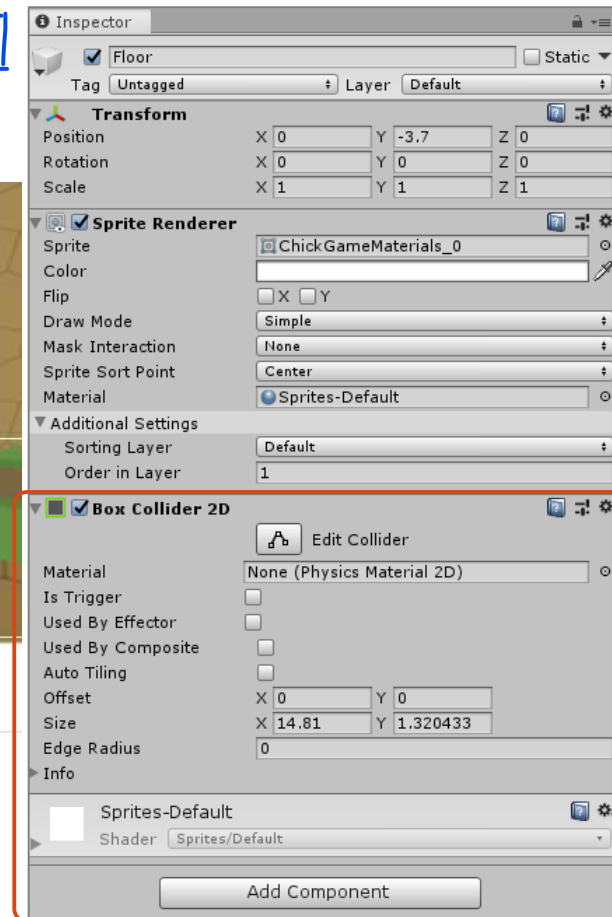 Inspector
Floor Static
Tag Untagged Layer Default
Transform
Position X 0 Y -3.7 Z 0
Rotation X 0 Y 0 Z 0
Scale X 1 Y 1 Z 1
Sprite Renderer
Sprite ChickGameMaterials_0
Color
Flip X Y
Draw Mode Simple
Mask Interaction None
Sprite Sort Point Center
Material Sprites-Default
Additional Settings
Sorting Layer Default
Order in Layer 1
Box Collider 2D
Edit Collider
Material None (Physics Material 2D)
Is Trigger
Used By Effector
Used By Composite
Auto Tiling
Offset X 0 Y 0
Size X 14.81 Y 1.320433
Edge Radius 0
Info
Sprites-Default
Shader Sprites/Default
Add Component